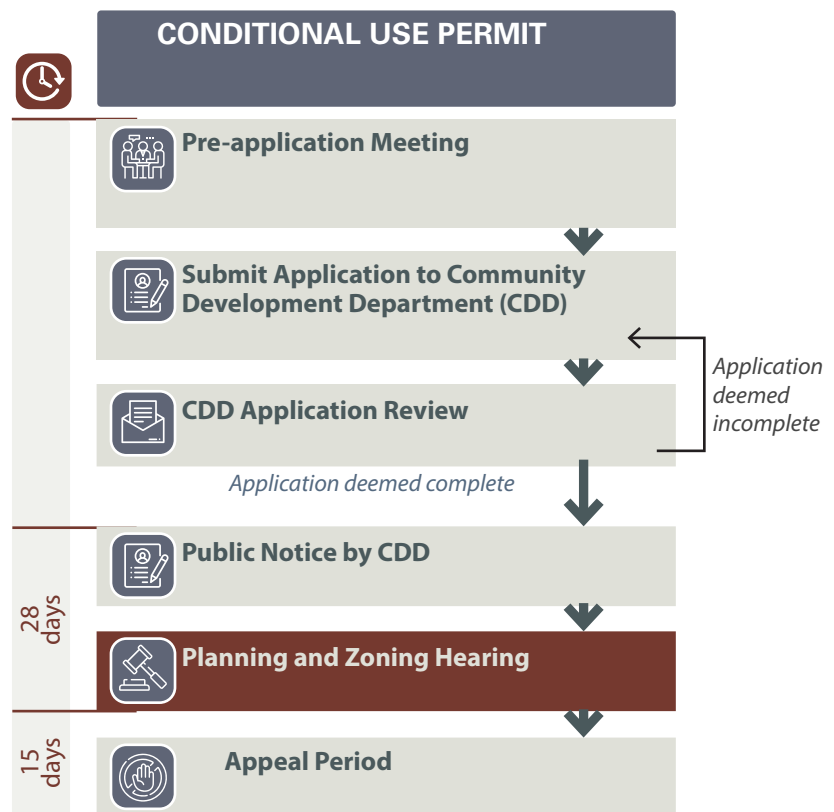 CONDITIONAL USE PERMIT
Pre-application Meeting
Submit Application to Community
Development Department (CDD)
Application
deemed
incomplete
CDD Application Review
Application deemed complete
Public Notice by CDD
28
days
Planning and Zoning Hearing
15
days
Appeal Period